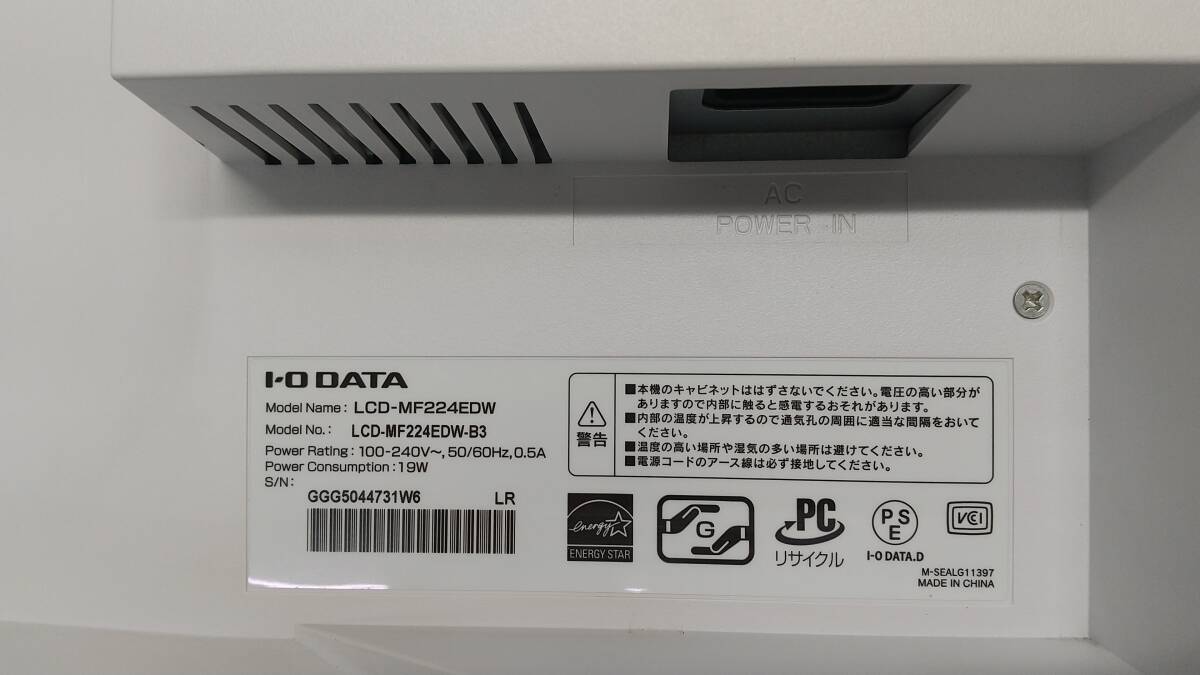 AC
POWER IN
I-O DATA
Model Name: LCD-MF224EDW
Model No.: LCD-MF224EDW-B3
Power Rating: 100-240V～, 50/60Hz, 0.5A
Power Consumption: 19W
S/N:
GGG5044731W6 LR
警告
■本機のキャビネットははずさないでください。電圧の高い部分が
ありますので内部に触ると感電するおそれがあります。
■内部の温度が上昇するので通気孔の周囲に適当な間隔をおいて
ください。
■温度の高い場所や湿気の多い場所は避けてください。
■電源コードのアース線は必ず接地してください。
energy
ENERGY STAR
G
PC
リサイクル
PS
E
I-O DATA.D
VCI
M-SEALG11397
MADE IN CHINA